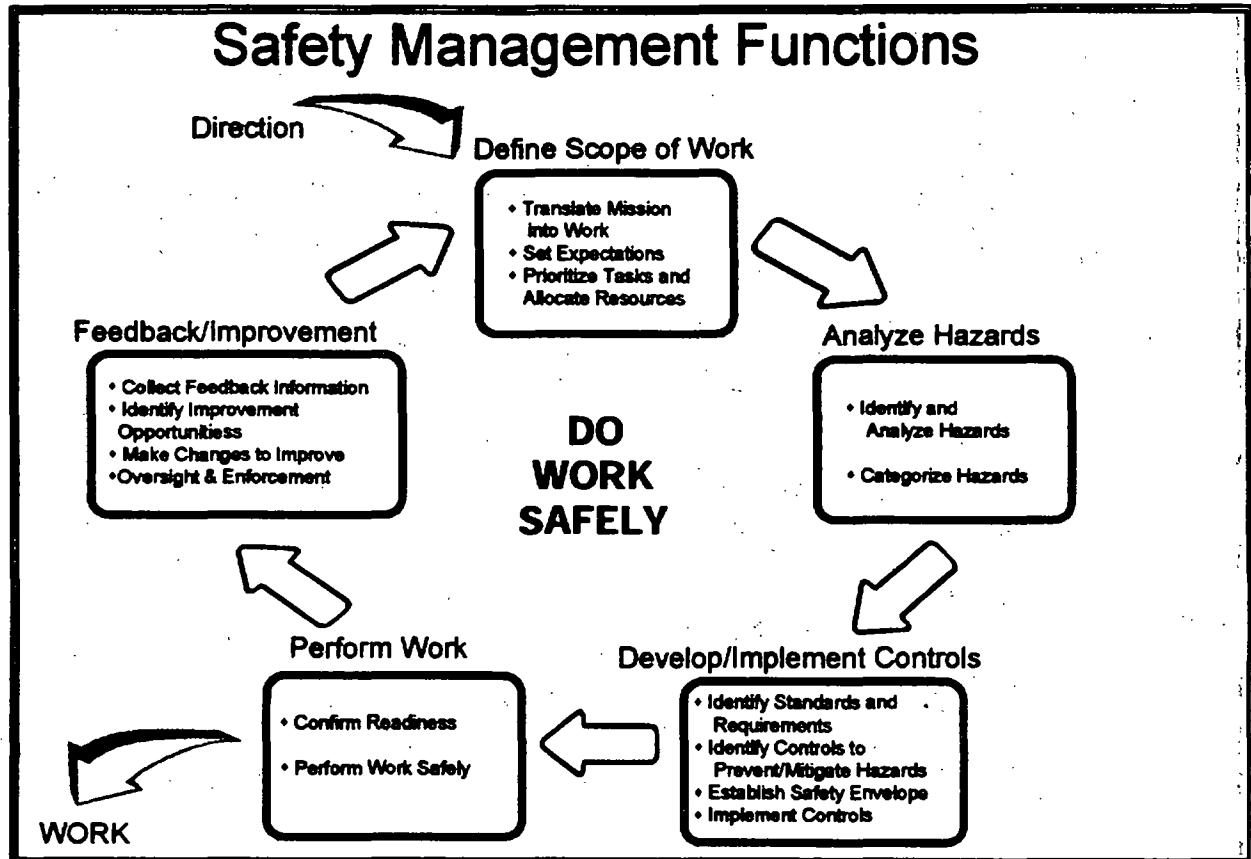 Safety Management Functions
Direction
Define Scope of Work
• Translate Mission
into Work
• Set Expectations
• Prioritize Tasks and
Allocate Resources
Analyze Hazards
• Identify and
Analyze Hazards
• Categorize Hazards
Develop/Implement Controls
• Identify Standards and
Requirements
• Identify Controls to
Prevent/Mitigate Hazards
• Establish Safety Envelope
• Implement Controls
Perform Work
• Confirm Readiness
• Perform Work Safely
WORK
Feedback/Improvement
• Collect Feedback Information
• Identify Improvement
Opportunitiess
• Make Changes to Improve
• Oversight & Enforcement
DO
WORK
SAFELY